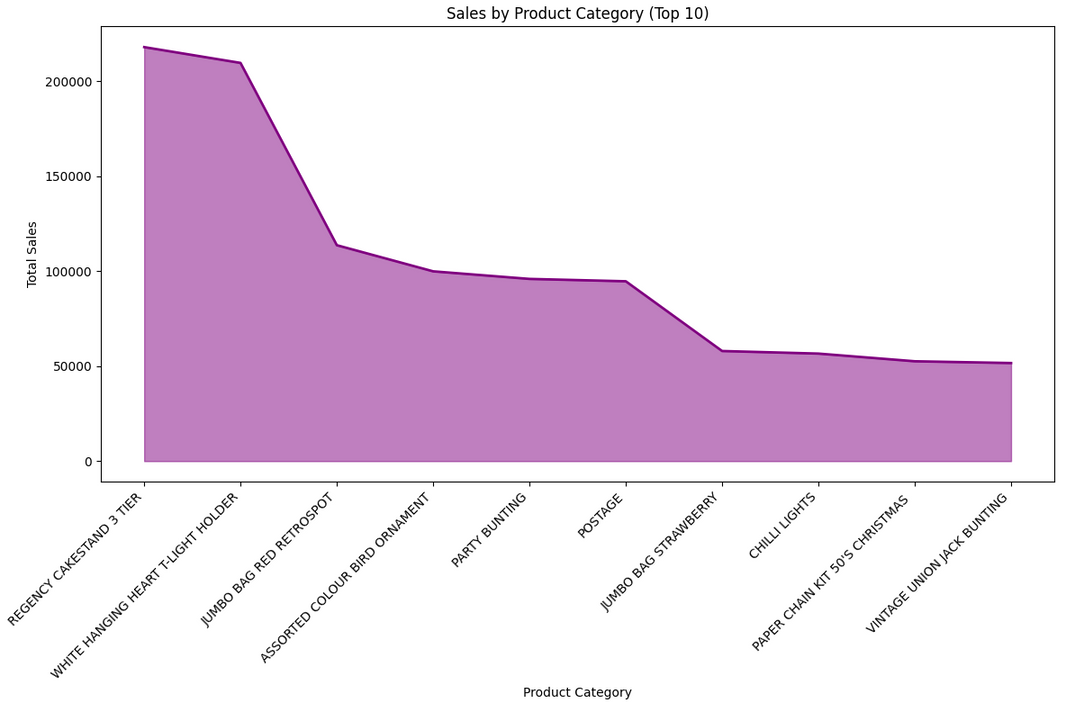 Sales by Product Category (Top 10)
Total Sales
200000
150000
100000
50000
0
REGENCY CAKESTAND 3 TIER
WHITE HANGING HEART T-LIGHT HOLDER
JUMBO BAG RED RETROSPOT
ASSORTED COLOUR BIRD ORNAMENT
PARTY BUNTING
POSTAGE
JUMBO BAG STRAWBERRY
CHILLI LIGHTS
PAPER CHAIN KIT 50'S CHRISTMAS
VINTAGE UNION JACK BUNTING
Product Category